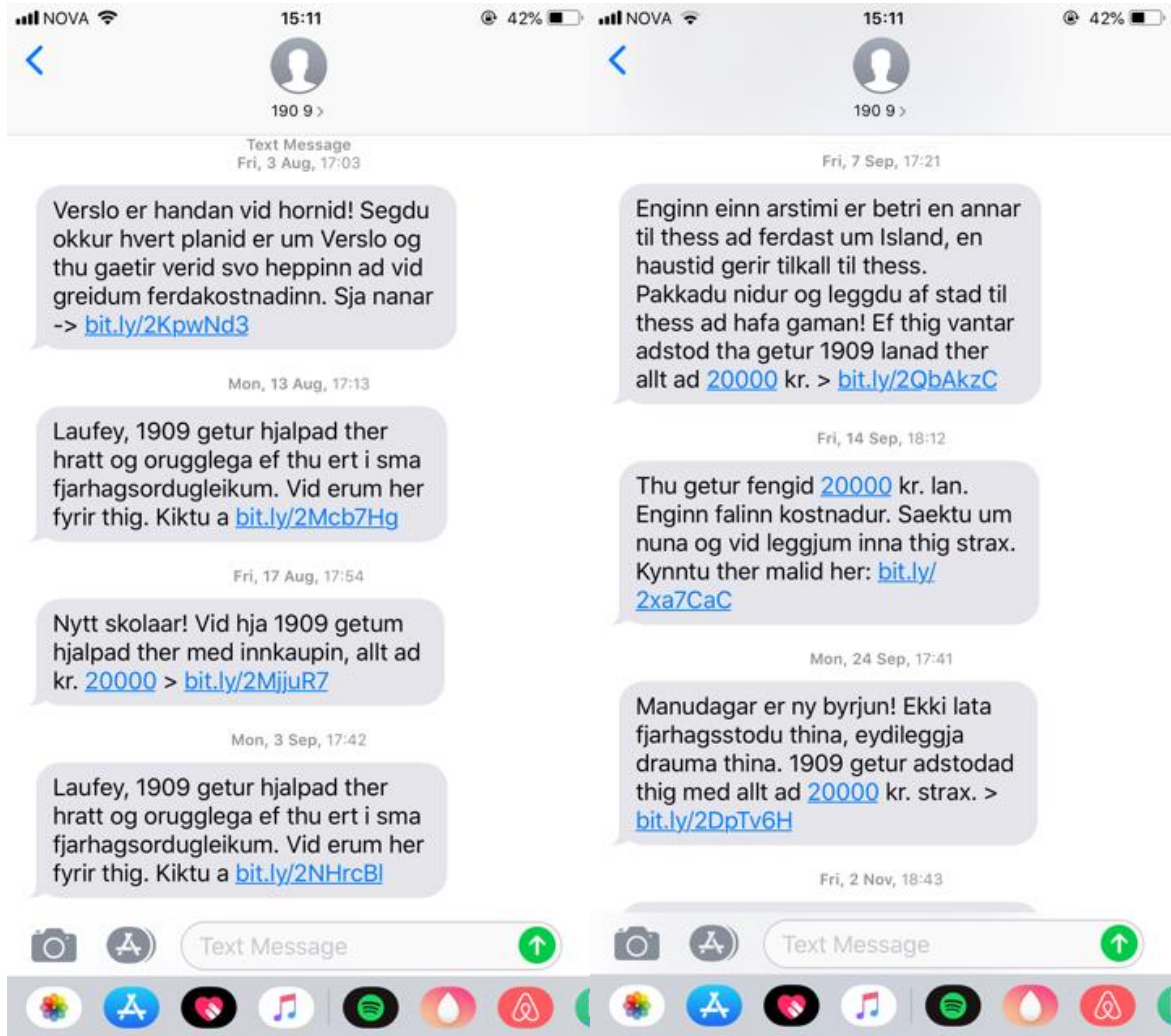 NOVA 15:11 42%
190 9 >
Text Message
Fri, 3 Aug, 17:03
Verslo er handan vid hornid! Segdu
okkur hvert planid er um Verslo og
thu gaetir verid svo heppinn ad vid
greidum ferdakostnadinn. Sja nanar
-> bit.ly/2KpwNd3
Mon, 13 Aug, 17:13
Laufey, 1909 getur hjalpad ther
hratt og orugglega ef thu ert i sma
fjarhagsordugleikum. Vid erum her
fyrir thig. Kiktu a bit.ly/2Mcb7Hg
Fri, 17 Aug, 17:54
Nytt skolaar! Vid hja 1909 getum
hjalpad ther med innkaupin, allt ad
kr. 20000 > bit.ly/2MjjuR7
Mon, 3 Sep, 17:42
Laufey, 1909 getur hjalpad ther
hratt og orugglega ef thu ert i sma
fjarhagsordugleikum. Vid erum her
fyrir thig. Kiktu a bit.ly/2NHrcBl
Text Message
NOVA 15:11 42%
190 9 >
Fri, 7 Sep, 17:21
Enginn einn arstimi er betri en annar
til thess ad ferdast um Island, en
haustid gerir tilkall til thess.
Pakkadu nidur og leggdu af stad til
thess ad hafa gaman! Ef thig vantar
adstod tha getur 1909 lanad ther
allt ad 20000 kr. > bit.ly/2QbAkzC
Fri, 14 Sep, 18:12
Thu getur fengid 20000 kr. lan.
Enginn falinn kostnadur. Saektu um
nuna og vid leggjum inna thig strax.
Kynntu ther malid her: bit.ly/
2xa7CaC
Mon, 24 Sep, 17:41
Manudagar er ny byrjun! Ekki lata
fjarhagsstodu thina, eydileggja
drauma thina. 1909 getur adstodad
thig med allt ad 20000 kr. strax. >
bit.ly/2DpTv6H
Fri, 2 Nov, 18:43
Text Message